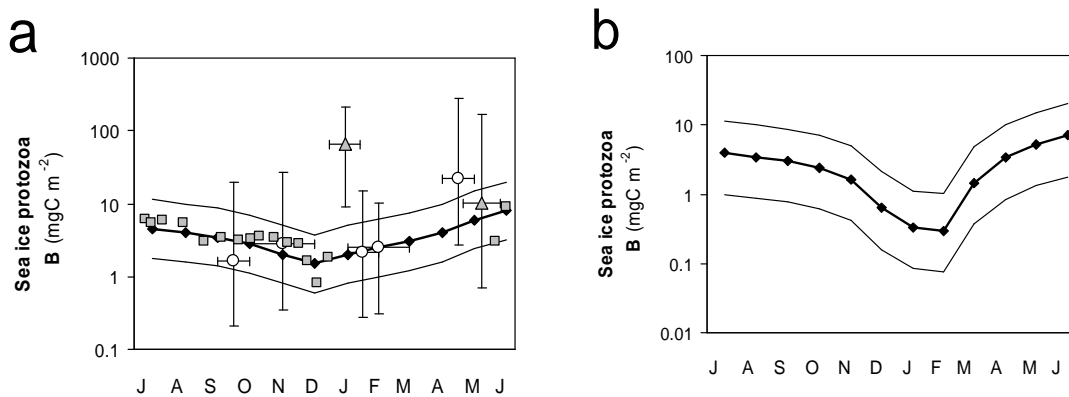 a
1000
100
10
1
0.1
Sea ice protozoa
B (mgC m-2)
J A S O N D J F M A M J
b
100
10
1
0.1
0.01
Sea ice protozoa
B (mgC m-2)
J A S O N D J F M A M J